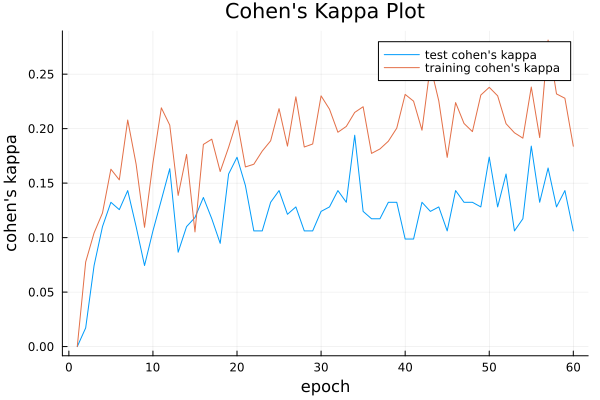 Cohen's Kappa Plot
test cohen's kappa
training cohen's kappa
cohen's kappa
0.25
0.20
0.15
0.10
0.05
0.00
0 10 20 30 40 50 60
epoch